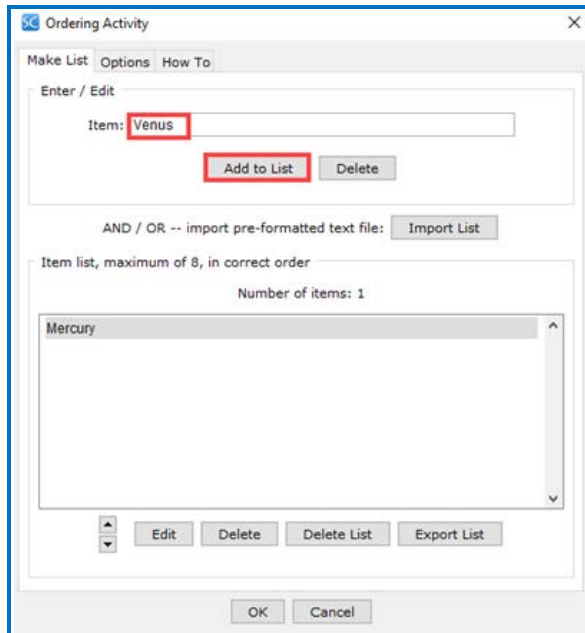 SC Ordering Activity
Make List Options How To
Enter / Edit
Item: Venus
Add to List Delete
AND / OR -- import pre-formatted text file: Import List
Item list, maximum of 8, in correct order
Number of items: 1
Mercury
Edit Delete Delete List Export List
OK Cancel